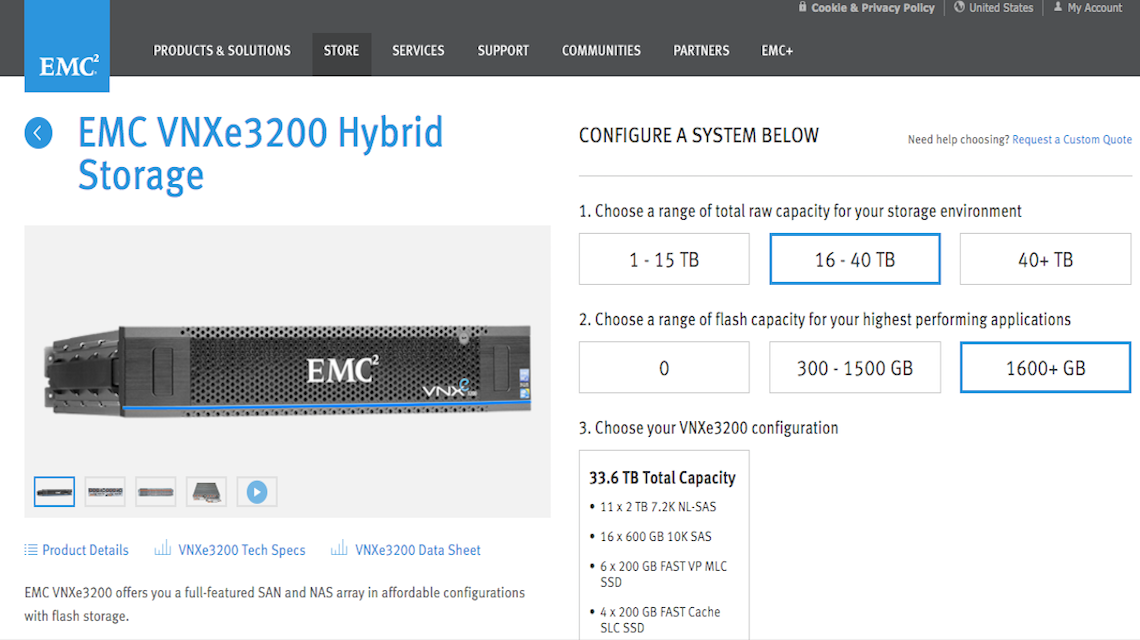 Cookie & Privacy Policy
United States
My Account
EMC²
PRODUCTS & SOLUTIONS
STORE
SERVICES
SUPPORT
COMMUNITIES
PARTNERS
EMC+
EMC VNXe3200 Hybrid
Storage
EMC²
VNXe
Product Details
VNXe3200 Tech Specs
VNXe3200 Data Sheet
EMC VNXe3200 offers you a full-featured SAN and NAS array in affordable configurations
with flash storage.
CONFIGURE A SYSTEM BELOW
Need help choosing? Request a Custom Quote
1. Choose a range of total raw capacity for your storage environment
1 - 15 TB
16 - 40 TB
40+ TB
2. Choose a range of flash capacity for your highest performing applications
0
300 - 1500 GB
1600+ GB
3. Choose your VNXe3200 configuration
33.6 TB Total Capacity
• 11 x 2 TB 7.2K NL-SAS
• 16 x 600 GB 10K SAS
• 6 x 200 GB FAST VP MLC
SSD
• 4 x 200 GB FAST Cache
SLC SSD